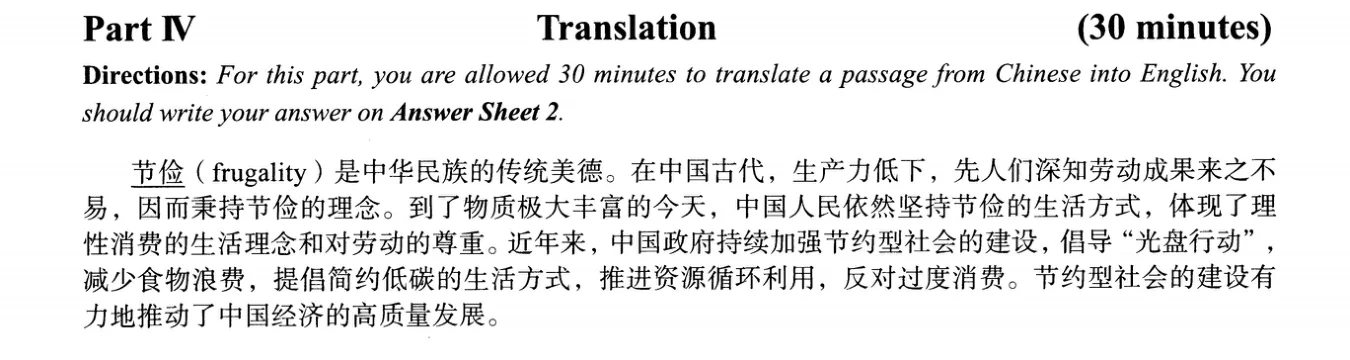 Part Ⅳ Translation (30 minutes)
Directions: For this part, you are allowed 30 minutes to translate a passage from Chinese into English. You
should write your answer on Answer Sheet 2.
节俭（frugality）是中华民族的传统美德。在中国古代，生产力低下，先人们深知劳动成果来之不
易，因而秉持节俭的理念。到了物质极大丰富的今天，中国人民依然坚持节俭的生活方式，体现了理
性消费的生活理念和对劳动的尊重。近年来，中国政府持续加强节约型社会的建设，倡导“光盘行动”，
减少食物浪费，提倡简约低碳的生活方式，推进资源循环利用，反对过度消费。节约型社会的建设有
力地推动了中国经济的高质量发展。